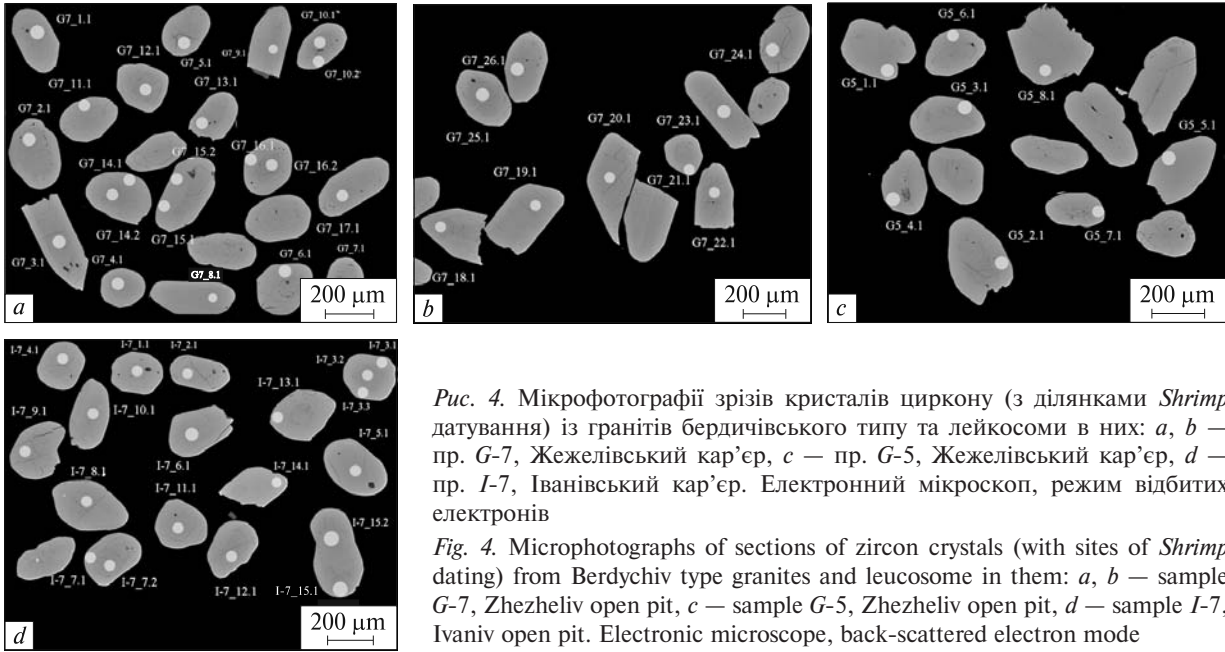 G7_1.1
G7_5.1
G7_9.1
G7_10.1
G7_10.2
G7_12.1
G7_11.1
G7_13.1
G7_2.1
G7_14.1
G7_15.2
G7_16.1
G7_16.2
G7_14.2
G7_15.1
G7_17.1
G7_3.1
G7_4.1
G7_8.1
G7_6.1
G7_7.1
200 µm
a
G7_24.1
G7_26.1
G7_25.1
G7_20.1
G7_23.1
G7_19.1
G7_21.1
G7_22.1
G7_18.1
200 µm
b
G5_6.1
G5_1.1
G5_8.1
G5_3.1
G5_5.1
G5_4.1
G5_2.1
G5_7.1
200 µm
c
I-7_4.1
I-7_1.1
I-7_2.1
I-7_3.1
I-7_3.2
I-7_3.3
I-7_13.1
I-7_9.1
I-7_10.1
I-7_5.1
I-7_6.1
I-7_8.1
I-7_14.1
I-7_11.1
I-7_15.2
I-7_7.1
I-7_7.2
I-7_12.1
I-7_15.1
200 µm
d
Рис. 4. Мікрофотографії зрізів кристалів циркону (з ділянками Shrimp
датування) із гранітів бердичівського типу та лейкосоми в них: a, b —
пр. G-7, Жежелівський кар’єр, c — пр. G-5, Жежелівський кар’єр, d —
пр. I-7, Іванівський кар’єр. Електронний мікроскоп, режим відбитих
електронів
Fig. 4. Microphotographs of sections of zircon crystals (with sites of Shrimp
dating) from Berdychiv type granites and leucosome in them: a, b — sample
G-7, Zhezheliv open pit, c — sample G-5, Zhezheliv open pit, d — sample I-7,
Ivaniv open pit. Electronic microscope, back-scattered electron mode